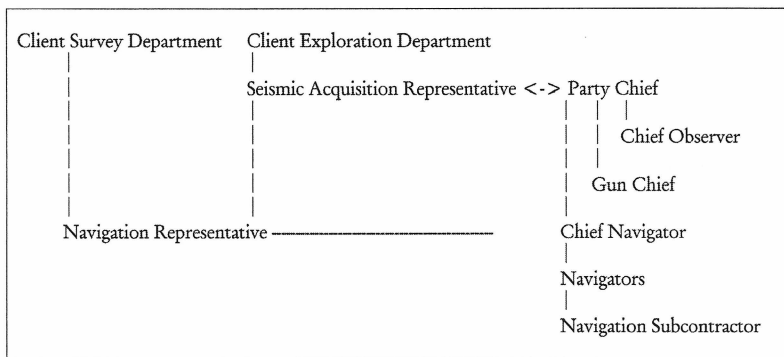 Client Survey Department Client Exploration Department
Seismic Acquisition Representative <-> Party Chief
Chief Observer
Gun Chief
Navigation Representative Chief Navigator
Navigators
Navigation Subcontractor